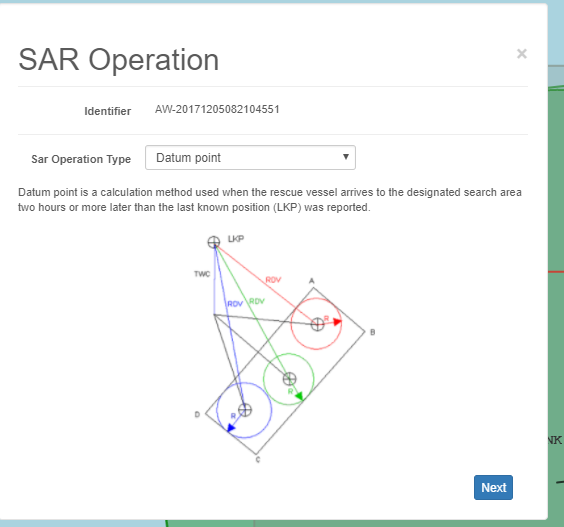 SAR Operation
×
Identifier AW-20171205082104551
Sar Operation Type Datum point
Datum point is a calculation method used when the rescue vessel arrives to the designated search area
two hours or more later than the last known position (LKP) was reported.
LKP
TWC
RDV
A
RDV
RDV
R
B
R
D
R
C
NK
Next